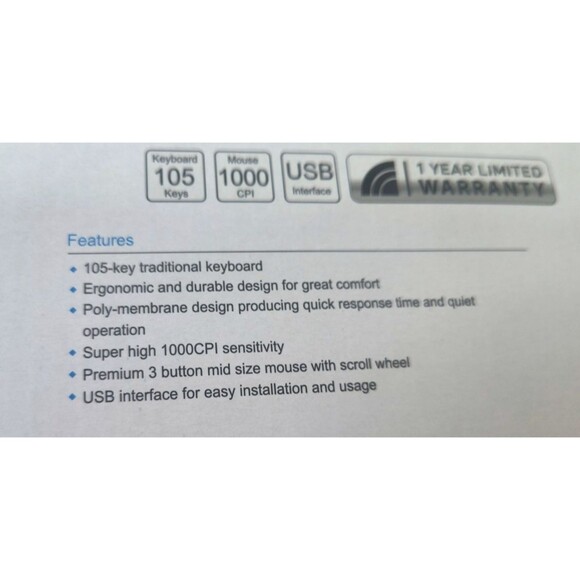 Keyboard
105
Keys
Mouse
1000
CPI
USB
Interface
1 YEAR LIMITED
WARRANTY
Features
105-key traditional keyboard
Ergonomic and durable design for great comfort
Poly-membrane design producing quick response time and quiet
operation
Super high 1000CPI sensitivity
Premium 3 button mid size mouse with scroll wheel
USB interface for easy installation and usage